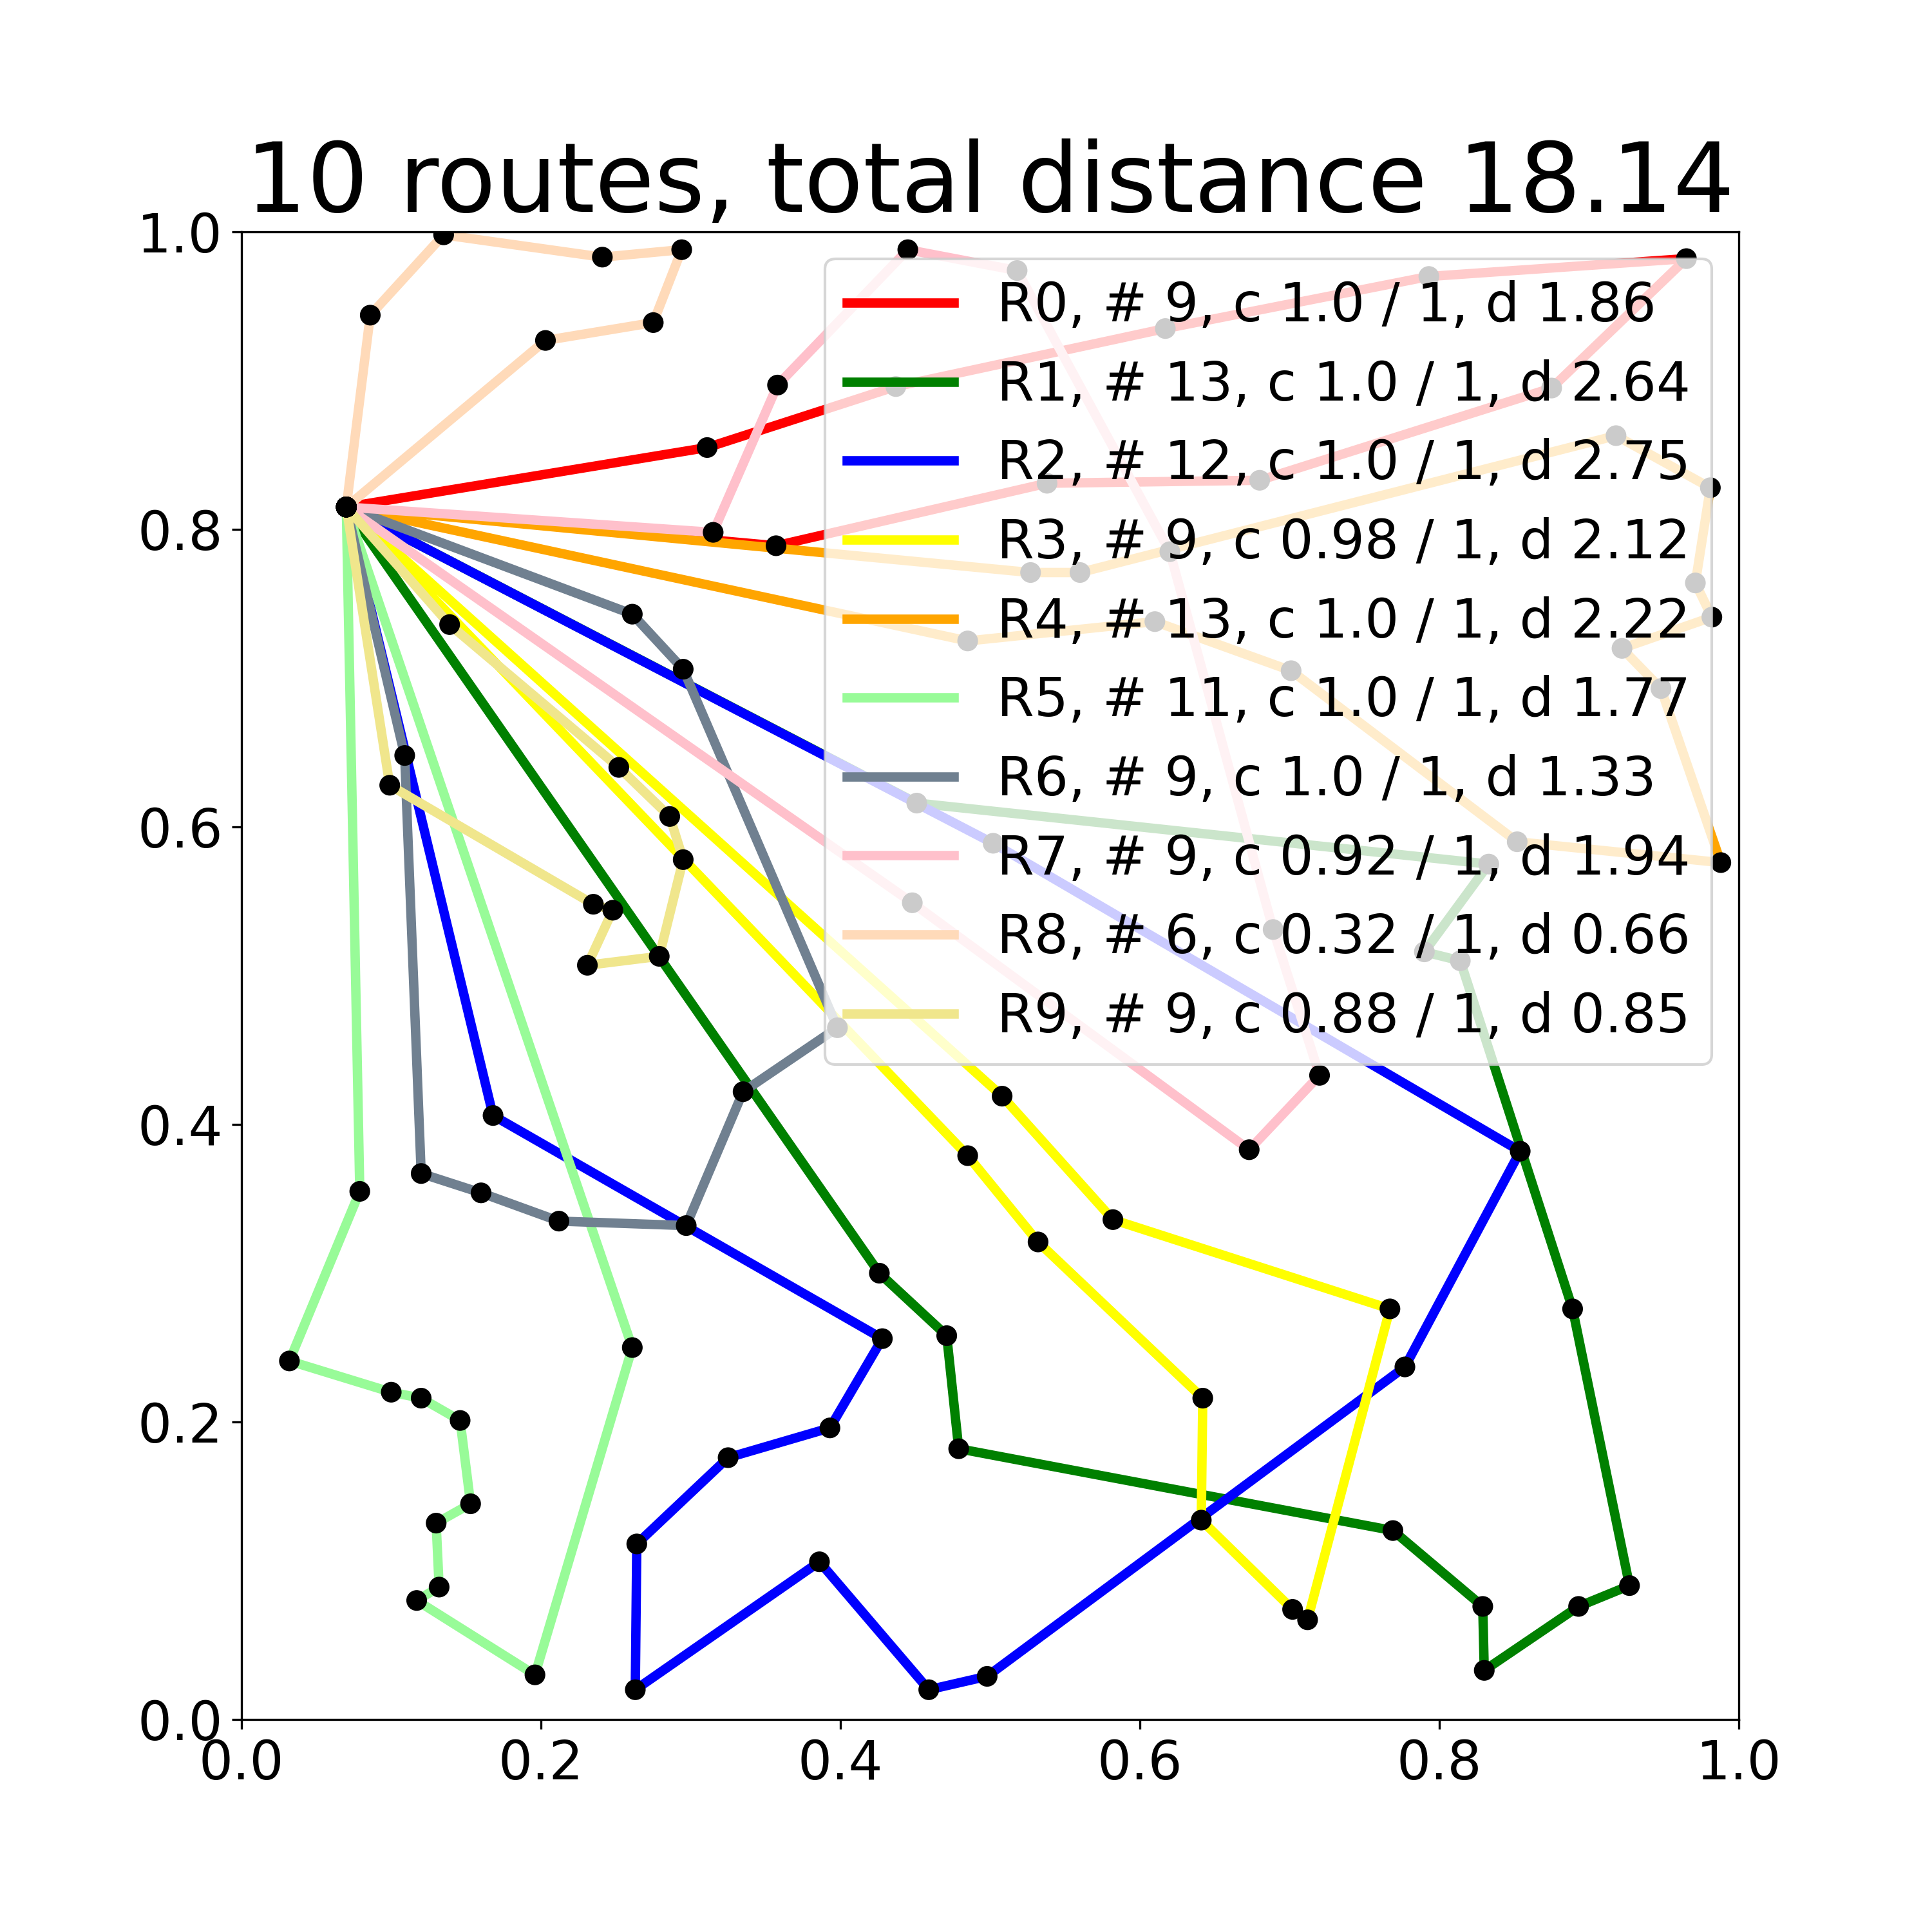 10 routes, total distance 18.14
1.0
0.8
0.6
0.4
0.2
0.0
R0, # 9, c 1.0 / 1, d 1.86
R1, # 13, c 1.0 / 1, d 2.64
R2, # 12, c 1.0 / 1, d 2.75
R3, # 9, c 0.98 / 1, d 2.12
R4, # 13, c 1.0 / 1, d 2.22
R5, # 11, c 1.0 / 1, d 1.77
R6, # 9, c 1.0 / 1, d 1.33
R7, # 9, c 0.92 / 1, d 1.94
R8, # 6, c 0.32 / 1, d 0.66
R9, # 9, c 0.88 / 1, d 0.85
0.0 0.2 0.4 0.6 0.8 1.0